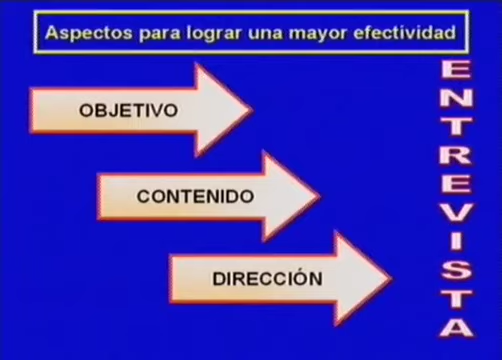 Aspectos para lograr una mayor efectividad
OBJETIVO
CONTENIDO
DIRECCIÓN
ENTREVISTA